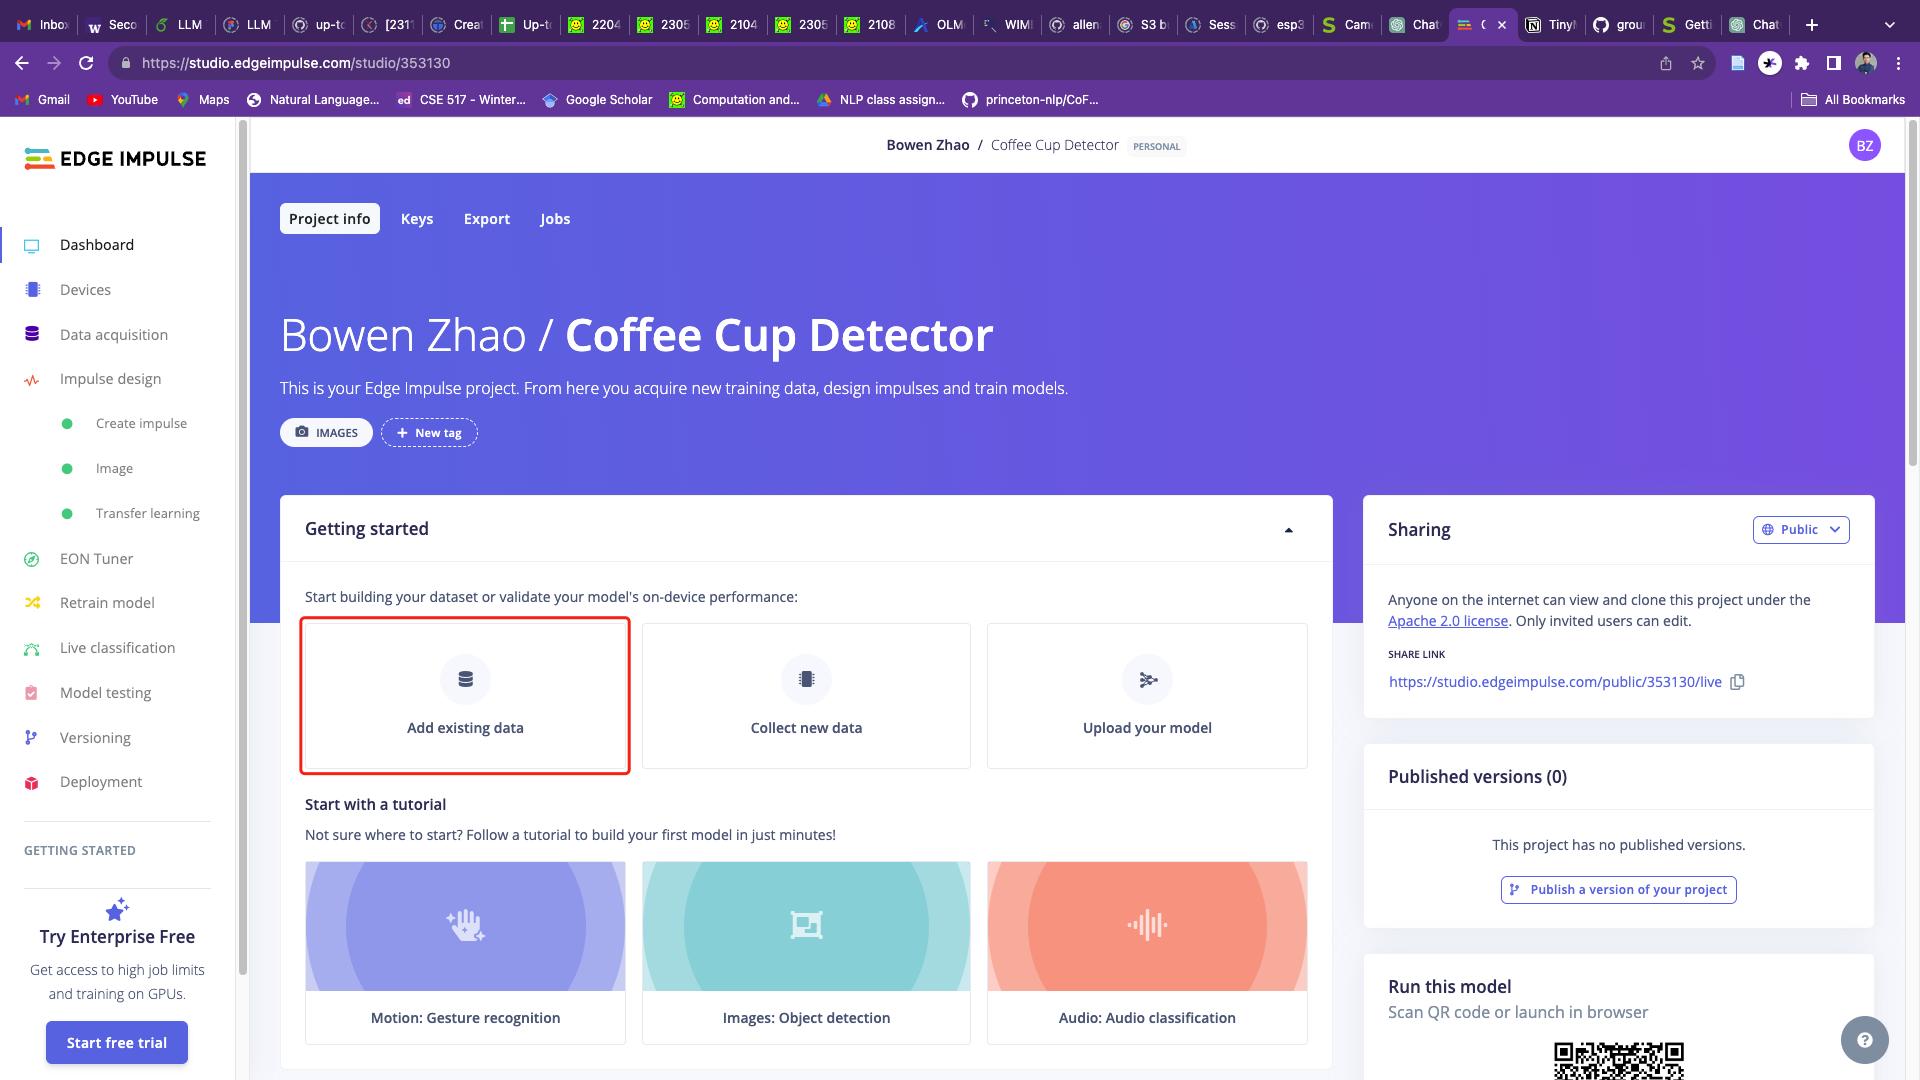 Inbox
Seco
LLM
LLM
up-to
[2311
Crea
Up-to
2204
2305
2104
2305
2108
OLM
WIMI
allen
S3 b
Sess
esp3
Cam
Chat
Tiny
grou
Getti
Chat
https://studio.edgeimpulse.com/studio/353130
Gmail
YouTube
Maps
Natural Language...
ed CSE 517 - Winter...
Google Scholar
Computation and...
NLP class assign...
princeton-nlp/CoF...
All Bookmarks
EDGE IMPULSE
Bowen Zhao / Coffee Cup Detector PERSONAL
BZ
Dashboard
Devices
Data acquisition
Impulse design
Create impulse
Image
Transfer learning
EON Tuner
Retrain model
Live classification
Model testing
Versioning
Deployment
GETTING STARTED
Try Enterprise Free
Get access to high job limits
and training on GPUs.
Start free trial
Project info
Keys
Export
Jobs
Bowen Zhao / Coffee Cup Detector
This is your Edge Impulse project. From here you acquire new training data, design impulses and train models.
IMAGES
+ New tag
Getting started
Start building your dataset or validate your model's on-device performance:
Add existing data
Collect new data
Upload your model
Start with a tutorial
Not sure where to start? Follow a tutorial to build your first model in just minutes!
Motion: Gesture recognition
Images: Object detection
Audio: Audio classification
Sharing
Public
Anyone on the internet can view and clone this project under the
Apache 2.0 license. Only invited users can edit.
SHARE LINK
https://studio.edgeimpulse.com/public/353130/live
Published versions (0)
This project has no published versions.
Publish a version of your project
Run this model
Scan QR code or launch in browser
?